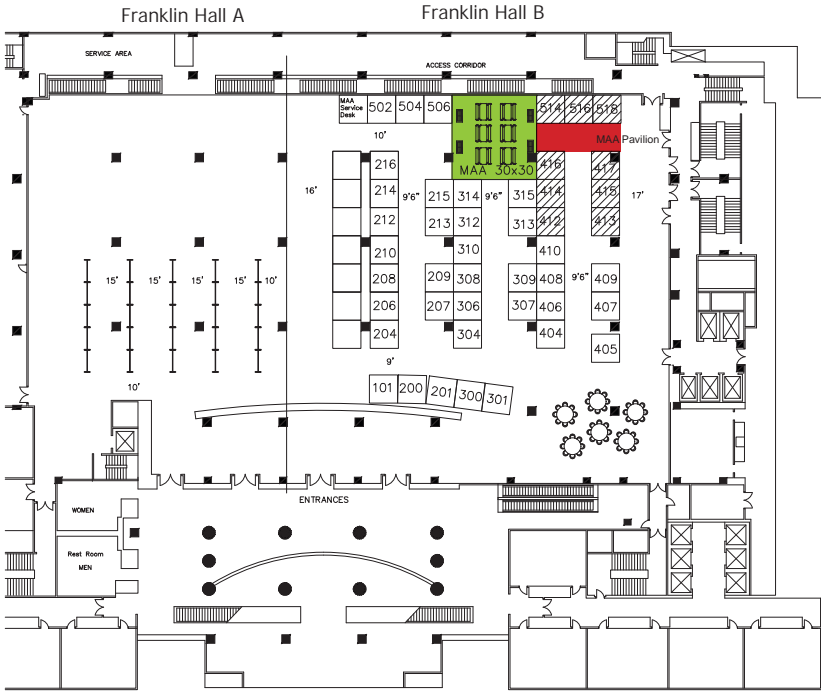 Franklin Hall A
Franklin Hall B
SERVICE AREA
ACCESS CORRIDOR
MAA
Service
Desk
502 504 506
514 516 518
10'
MAA Pavilion
MAA 30x30
216
416
417
16'
214
9'6"
215 314
9'6"
315
414
415
17'
212
213 312
313
412
413
210
310
410
15'
15'
15'
15'
10'
208
209 308
309 408
9'6"
409
206
207 306
307 406
407
204
304
404
405
9'
10'
101 200
201 300 301
ENTRANCES
WOMEN
Rest Room
MEN